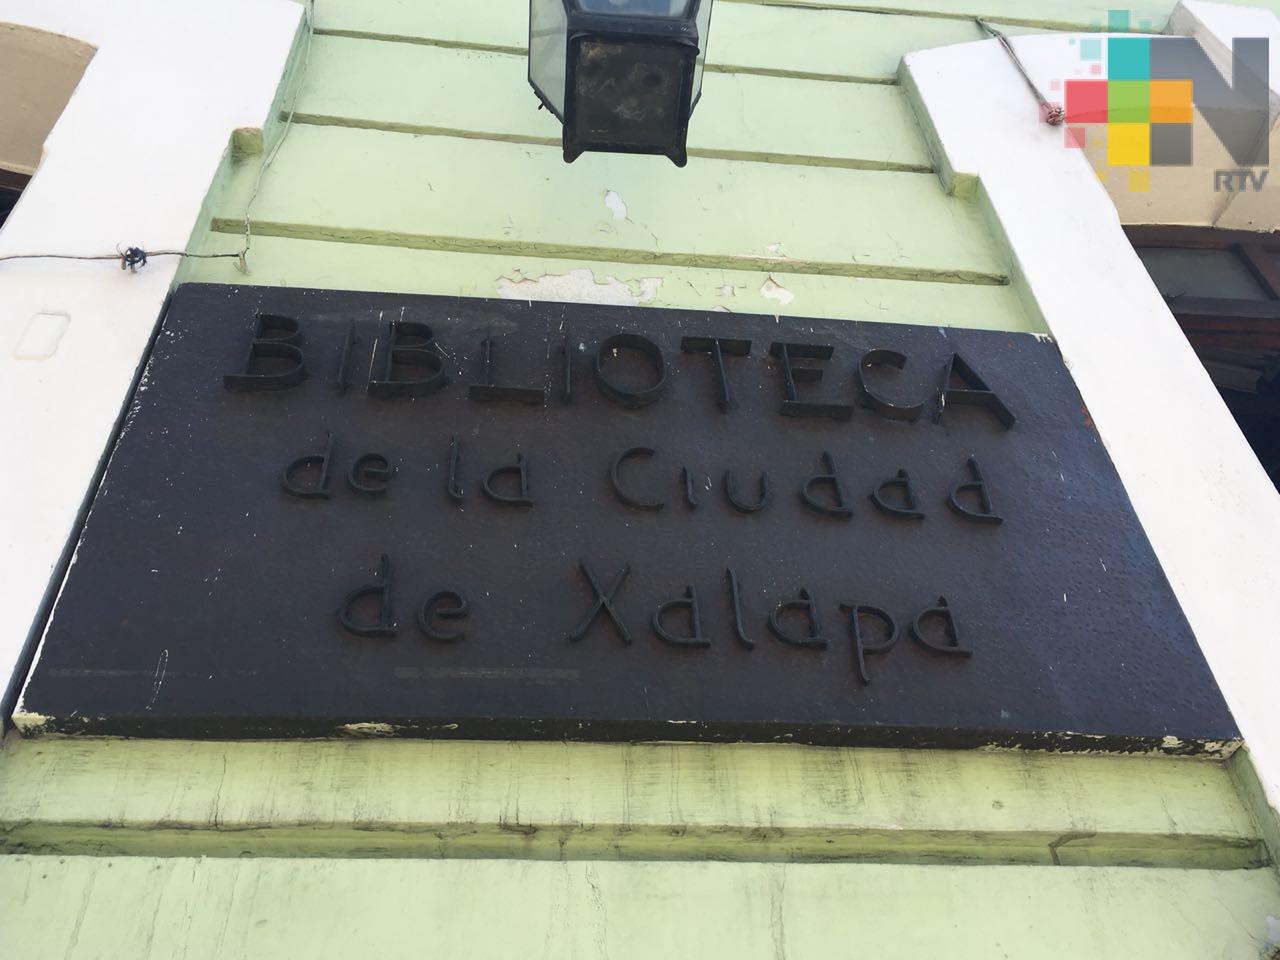 N
RTV
BIBLIOTECA
de la Ciudad
de Xalapa